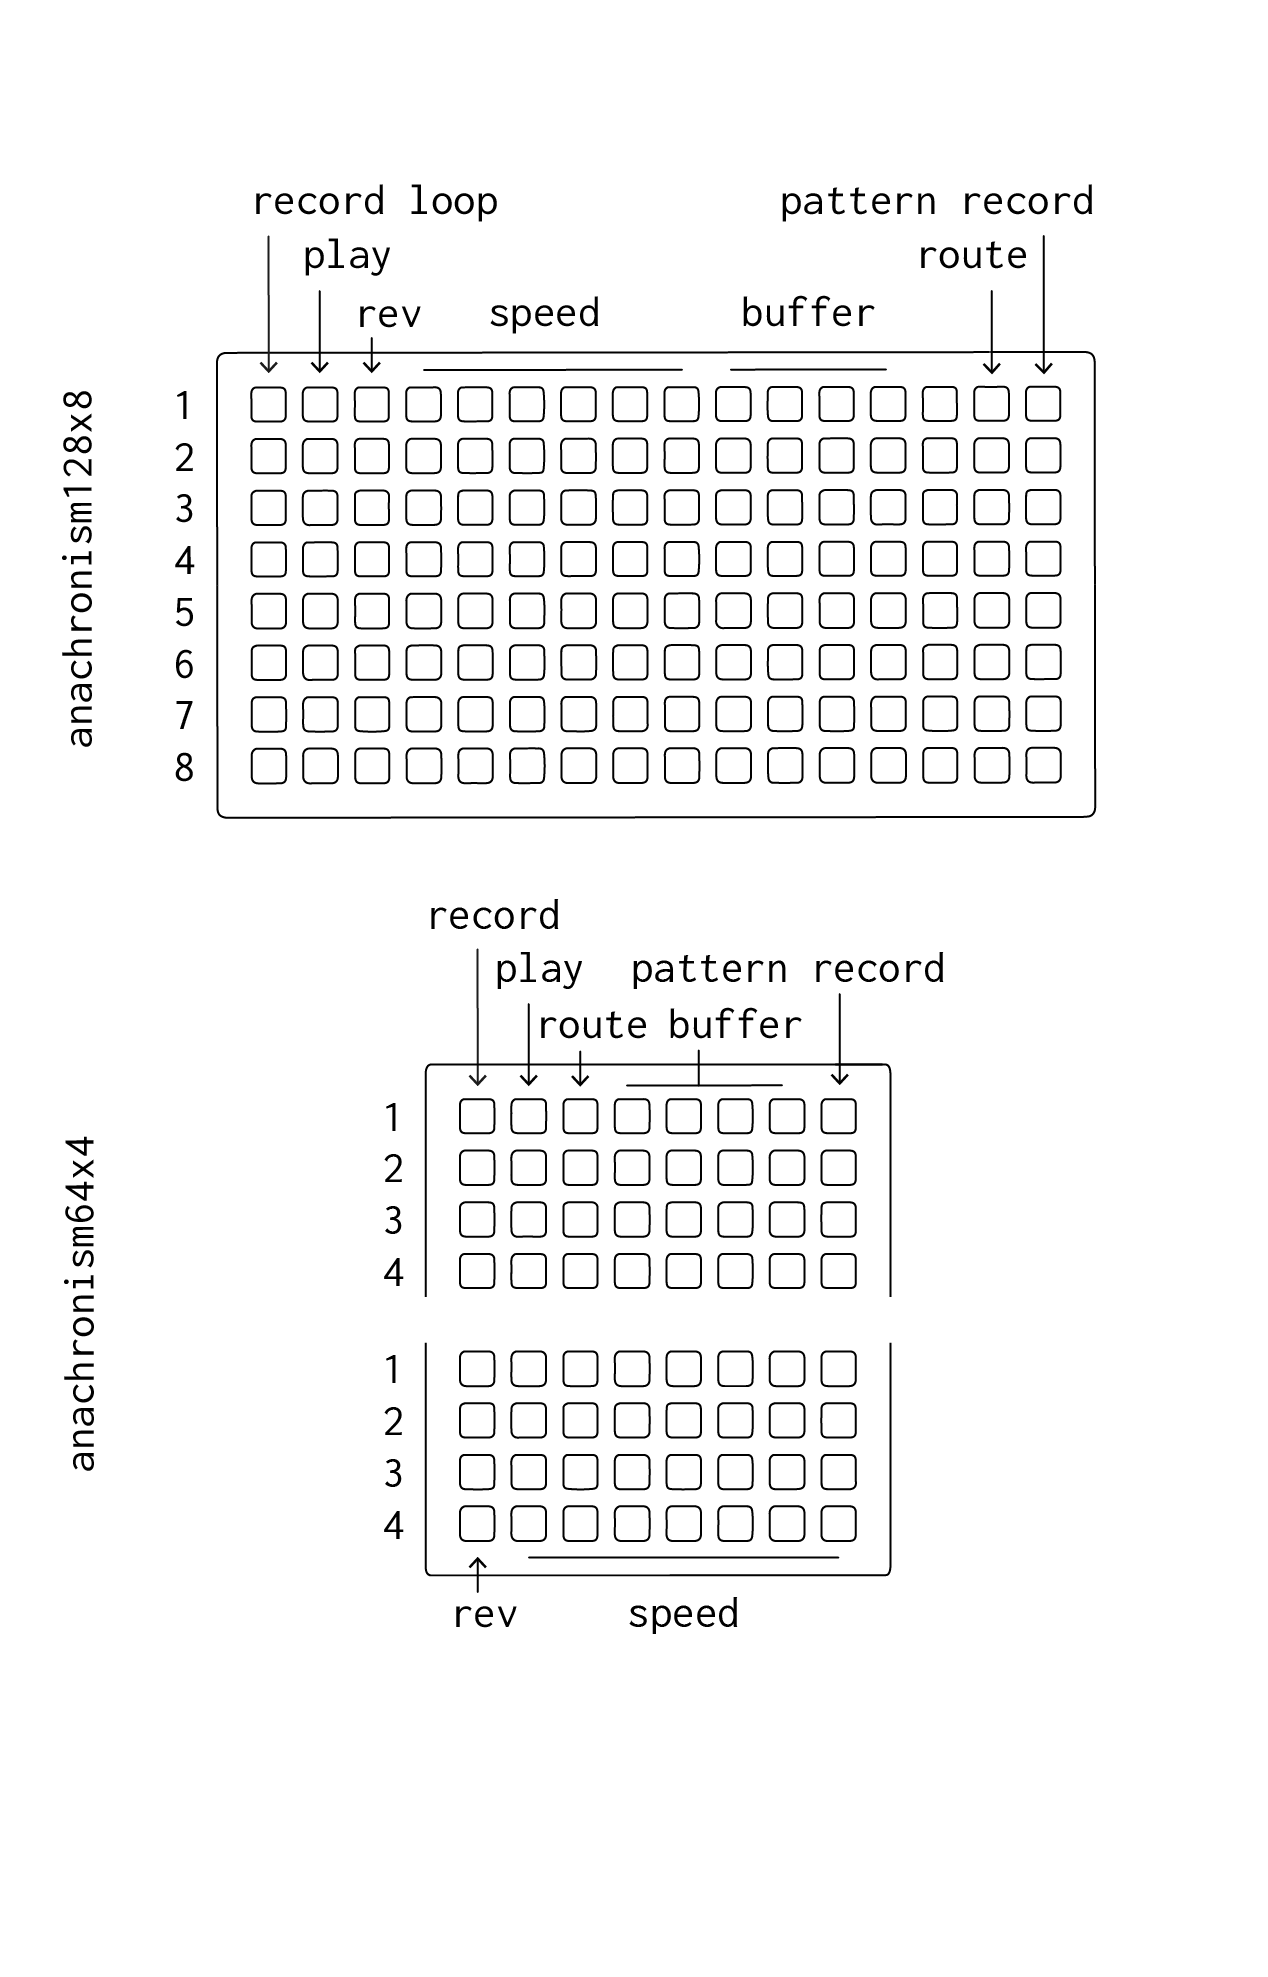 record loop
pattern record
play
route
rev
speed
buffer
anachronism128x8
1
2
3
4
5
6
7
8
record
play
pattern record
route
buffer
anachronism64x4
1
2
3
4
1
2
3
4
rev
speed